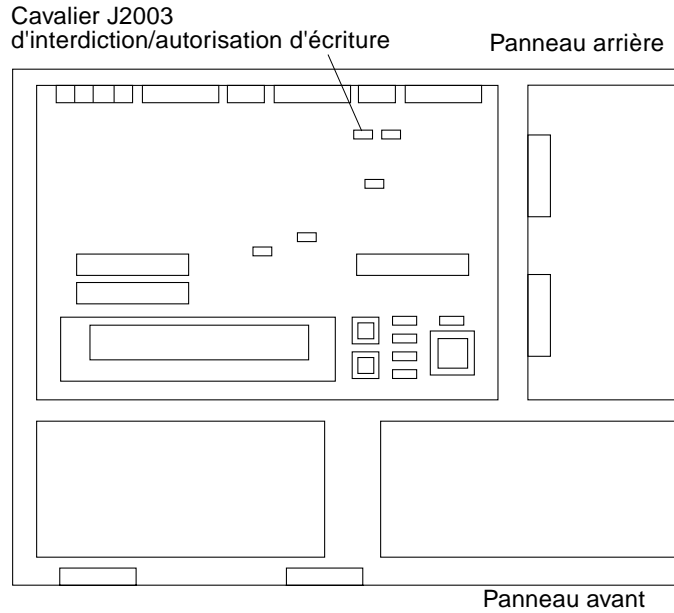 Cavalier J2003
d'interdiction/autorisation d'écriture
Panneau arrière
Panneau avant